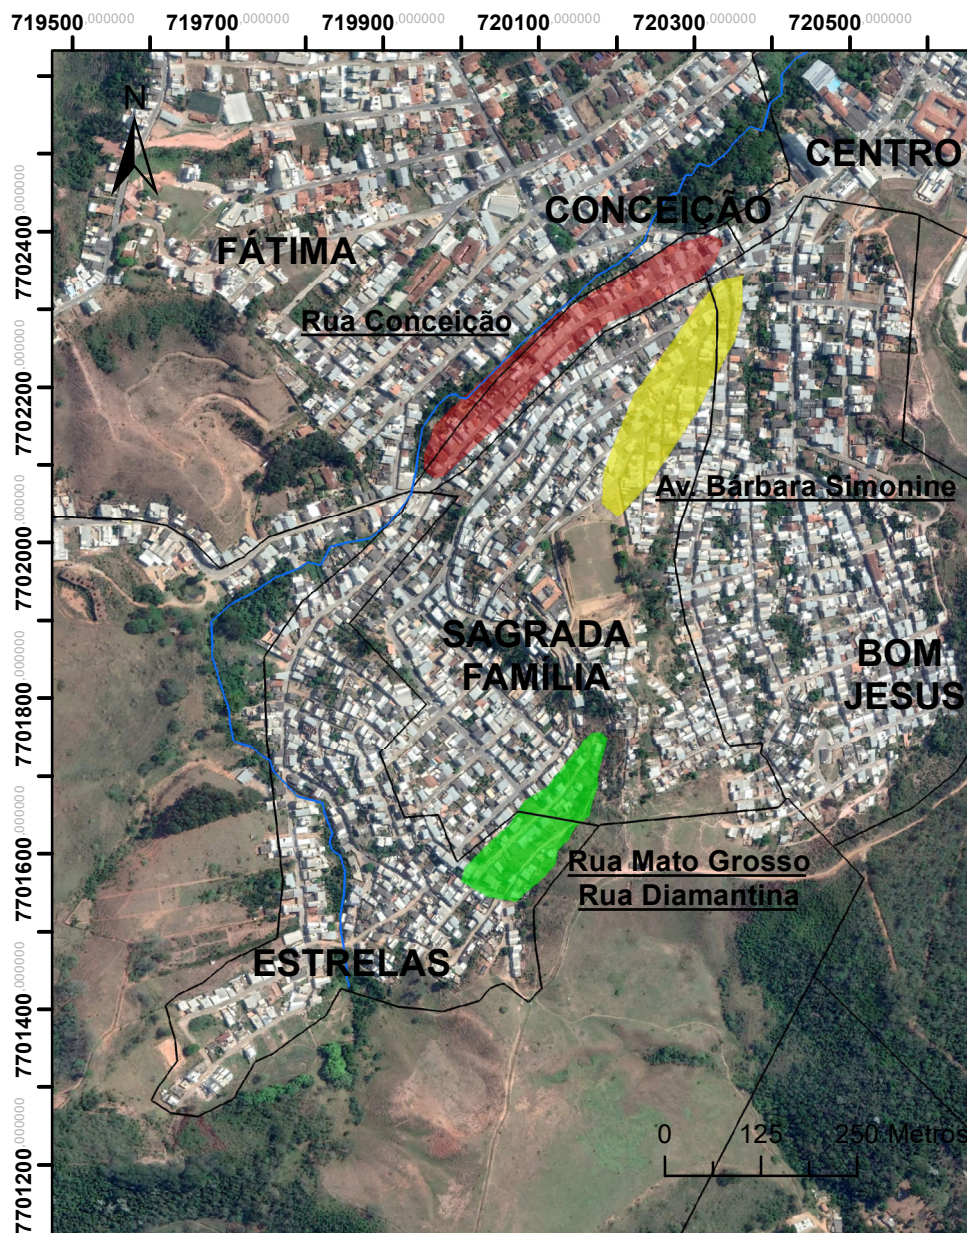 719500,000000 719700,000000 719900,000000 720100,000000 720300,000000 720500,000000
N
CENTRO
CONCEIÇÃO
FÁTIMA
Rua Conceição
Av. Bárbara Simonine
SAGRADA
FAMÍLIA
BOM
JESUS
Rua Mato Grosso
Rua Diamantina
ESTRELAS
0 125 250 Metros
7702400,000000
7702200,000000
7702000,000000
7701800,000000
7701600,000000
7701400,000000
7701200,000000